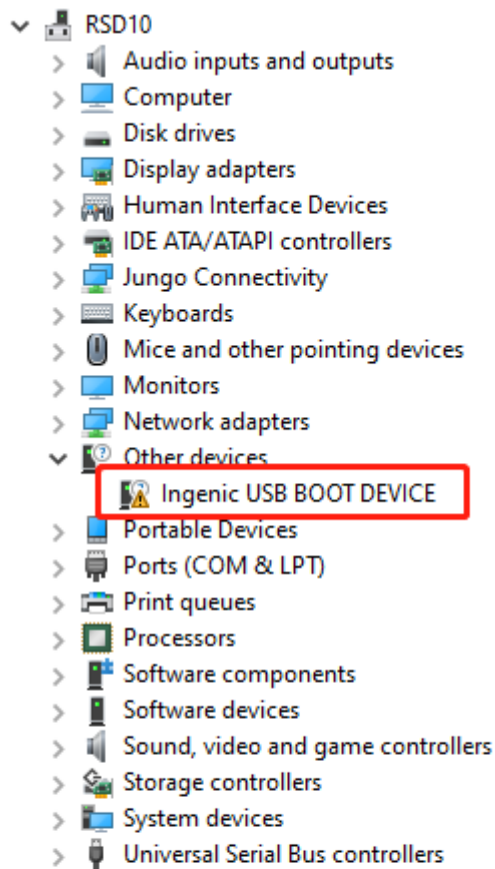 RSD10
Audio inputs and outputs
Computer
Disk drives
Display adapters
Human Interface Devices
IDE ATA/ATAPI controllers
Jungo Connectivity
Keyboards
Mice and other pointing devices
Monitors
Network adapters
Other devices
Ingenic USB BOOT DEVICE
Portable Devices
Ports (COM & LPT)
Print queues
Processors
Software components
Software devices
Sound, video and game controllers
Storage controllers
System devices
Universal Serial Bus controllers